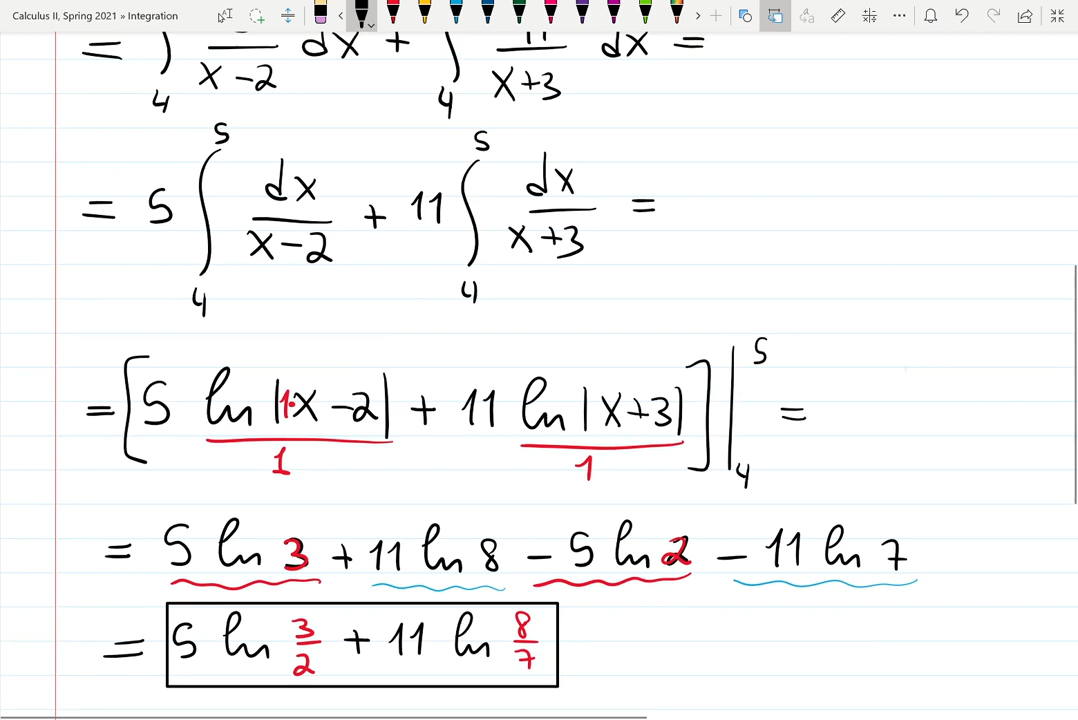 Calculus II, Spring 2021 » Integration
= ∫₄ /(x-2) dx + ∫₄ 11/(x+3) dx =
= 5 ∫₄⁵ dx/(x-2) + 11 ∫₄⁵ dx/(x+3) =
= [5 ln|1·x-2| + 11 ln|x+3|] |₄⁵ =
1 1
= 5 ln 3 + 11 ln 8 - 5 ln 2 - 11 ln 7
= 5 ln 3/2 + 11 ln 8/7